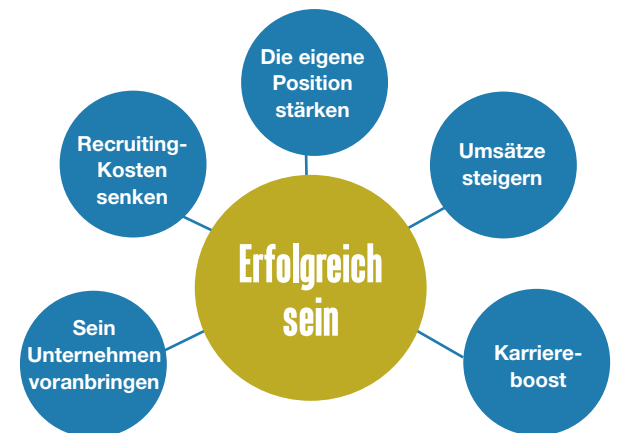 Die eigene
Position
stärken
Recruiting-
Kosten
senken
Umsätze
steigern
Erfolgreich
sein
Sein
Unternehmen
voranbringen
Karriere-
boost